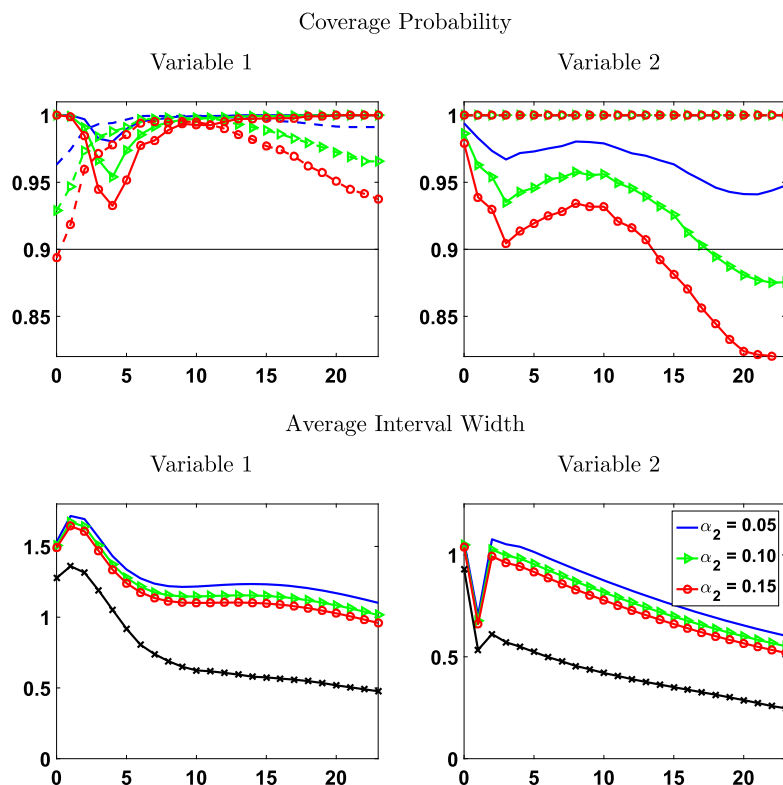 Coverage Probability
Variable 1
Variable 2
1
0.95
0.9
0.85
0 5 10 15 20
1
0.95
0.9
0.85
0 5 10 15 20
Average Interval Width
Variable 1
Variable 2
1.5
1
0.5
0
0 5 10 15 20
1
0.5
0
0 5 10 15 20
α₂ = 0.05
α₂ = 0.10
α₂ = 0.15